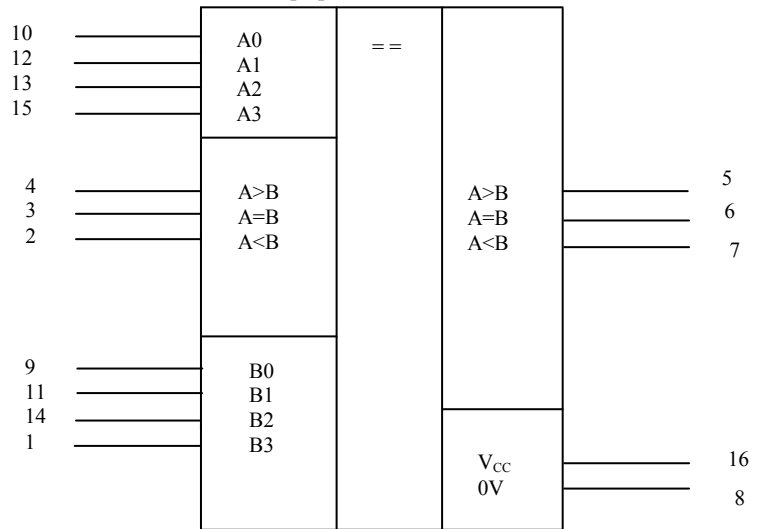 10 A0 = =
12 A1
13 A2
15 A3
4 A>B A>B 5
3 A=B A=B 6
2 A<B A<B 7
9 B0
11 B1
14 B2
1 B3
VCC 16
0V 8